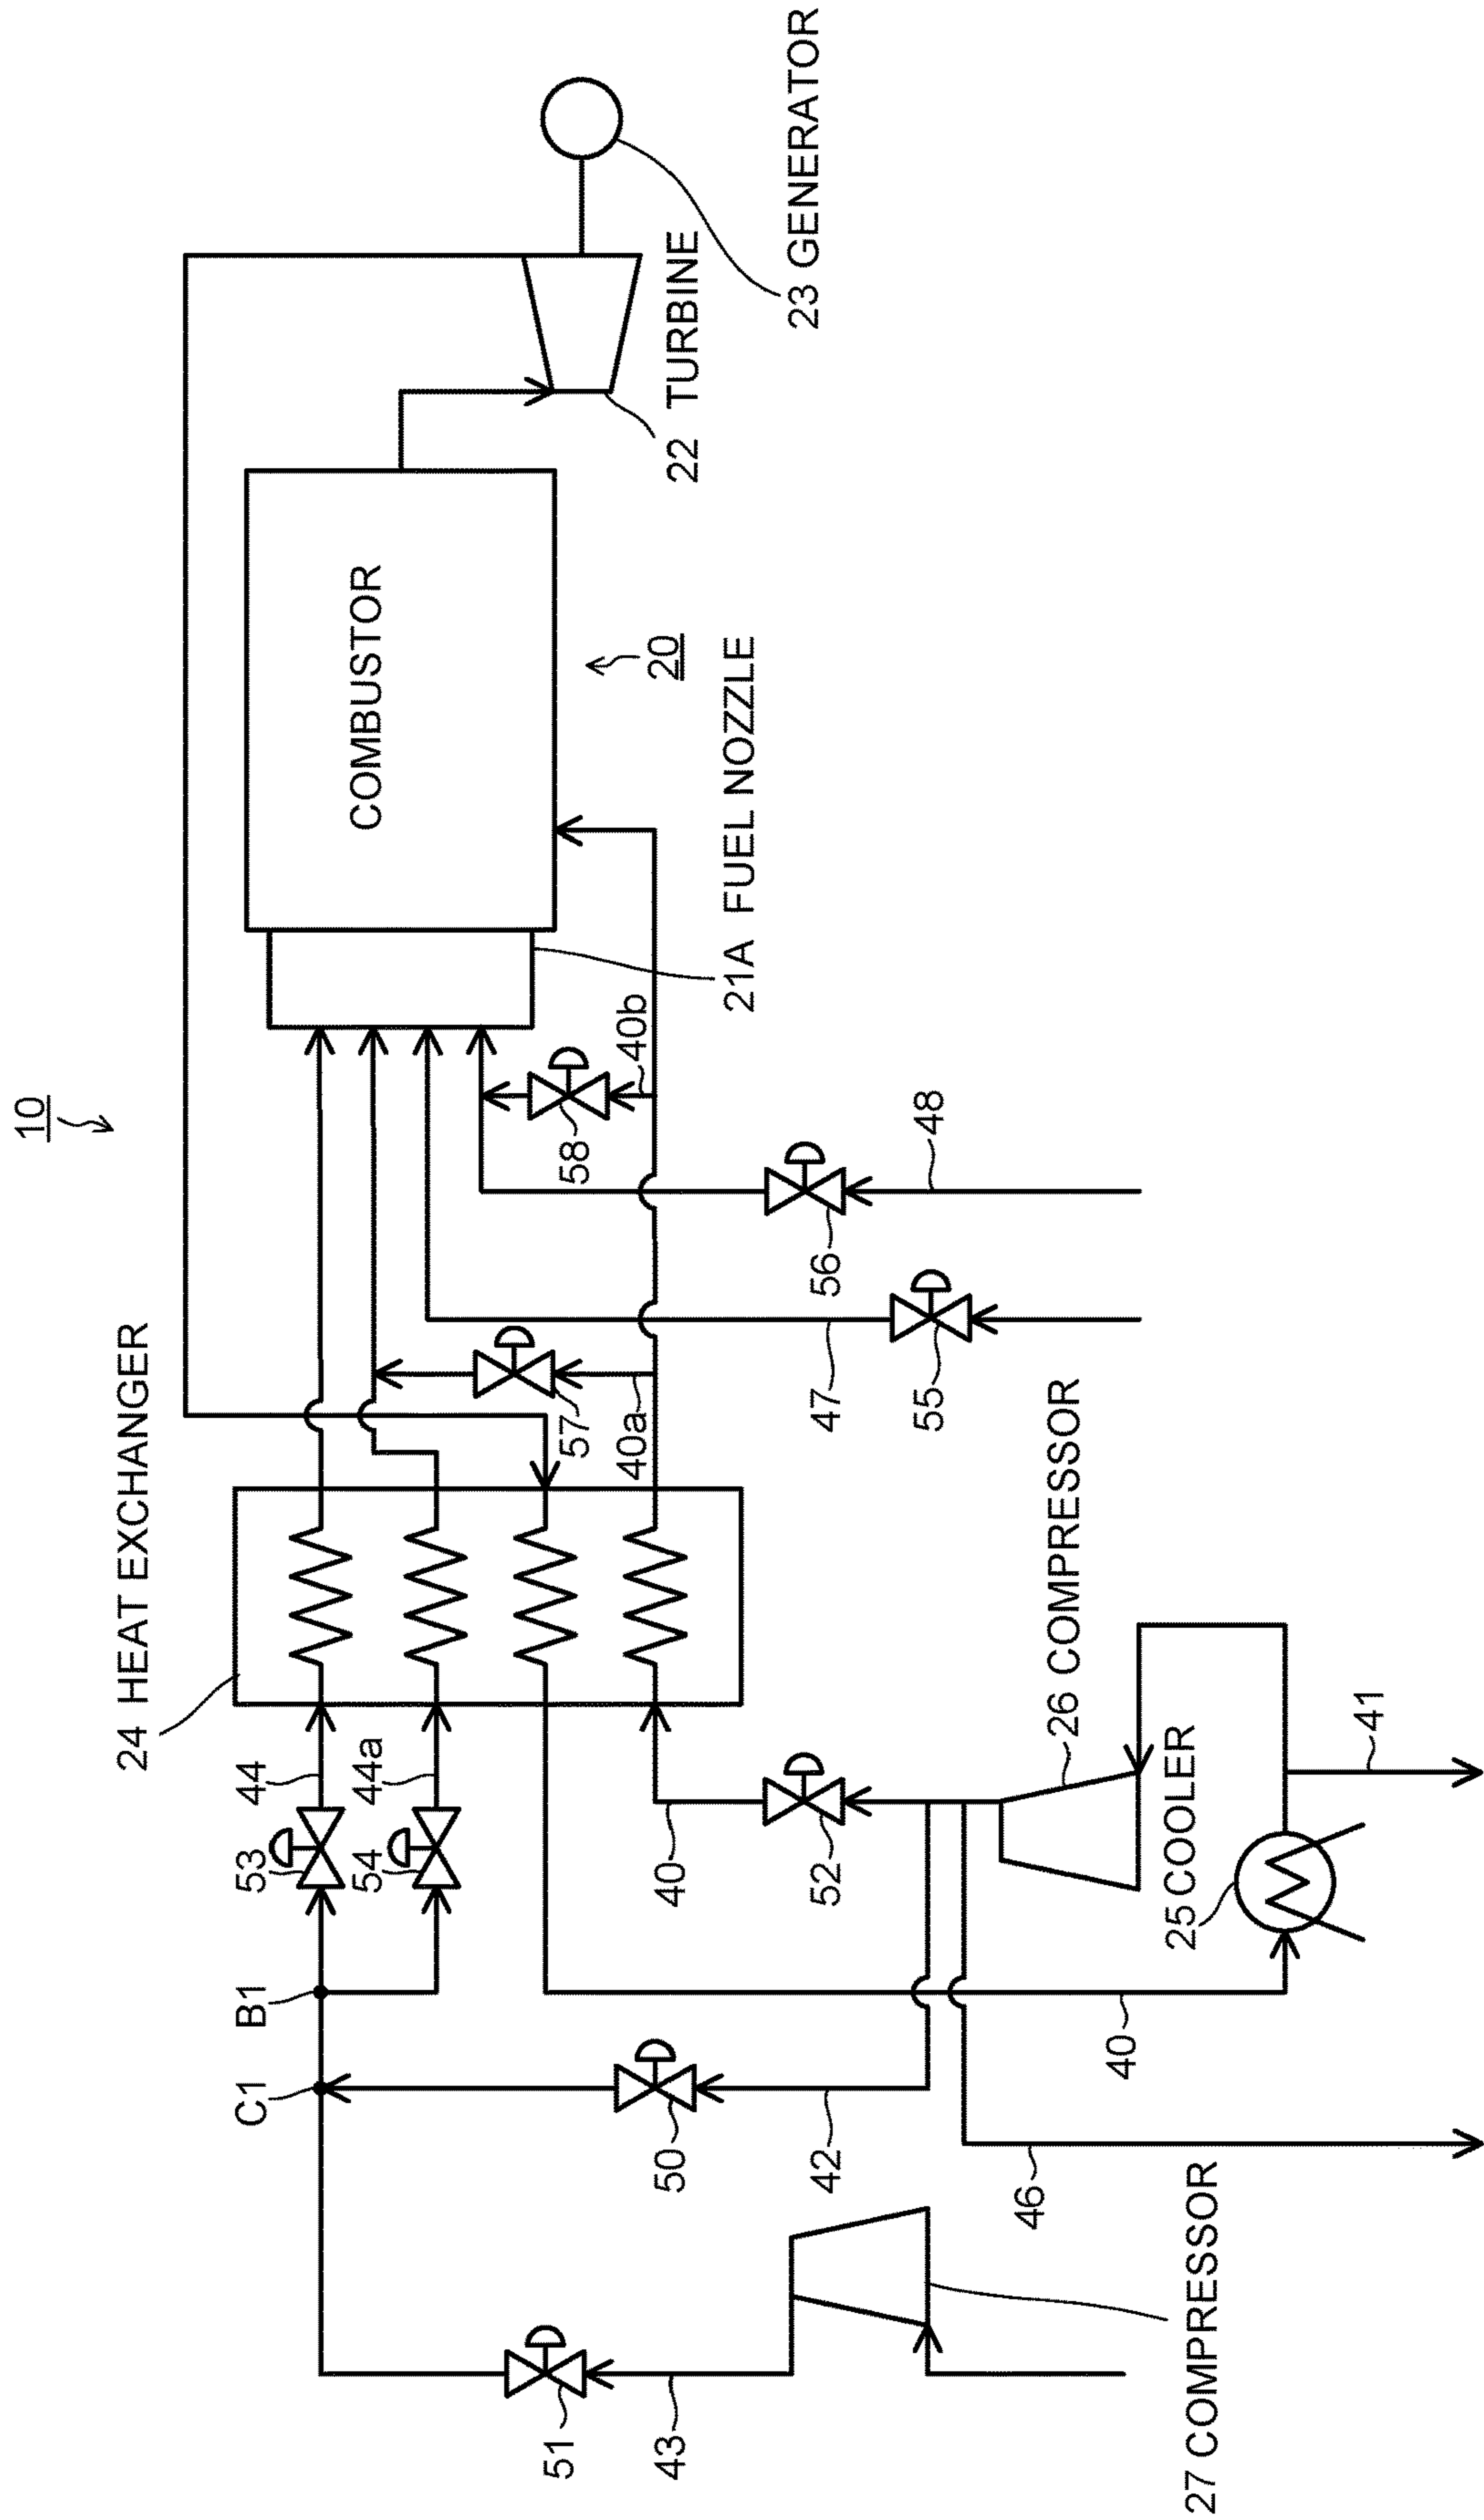 10
24 HEAT EXCHANGER
COMBUSTOR
20
21A FUEL NOZZLE
22 TURBINE
23 GENERATOR
C1
B1
53
44
54
44a
57
40a
58
40b
51
43
50
42
52
40
47
55
56
48
46
40
25 COOLER
26 COMPRESSOR
41
27 COMPRESSOR